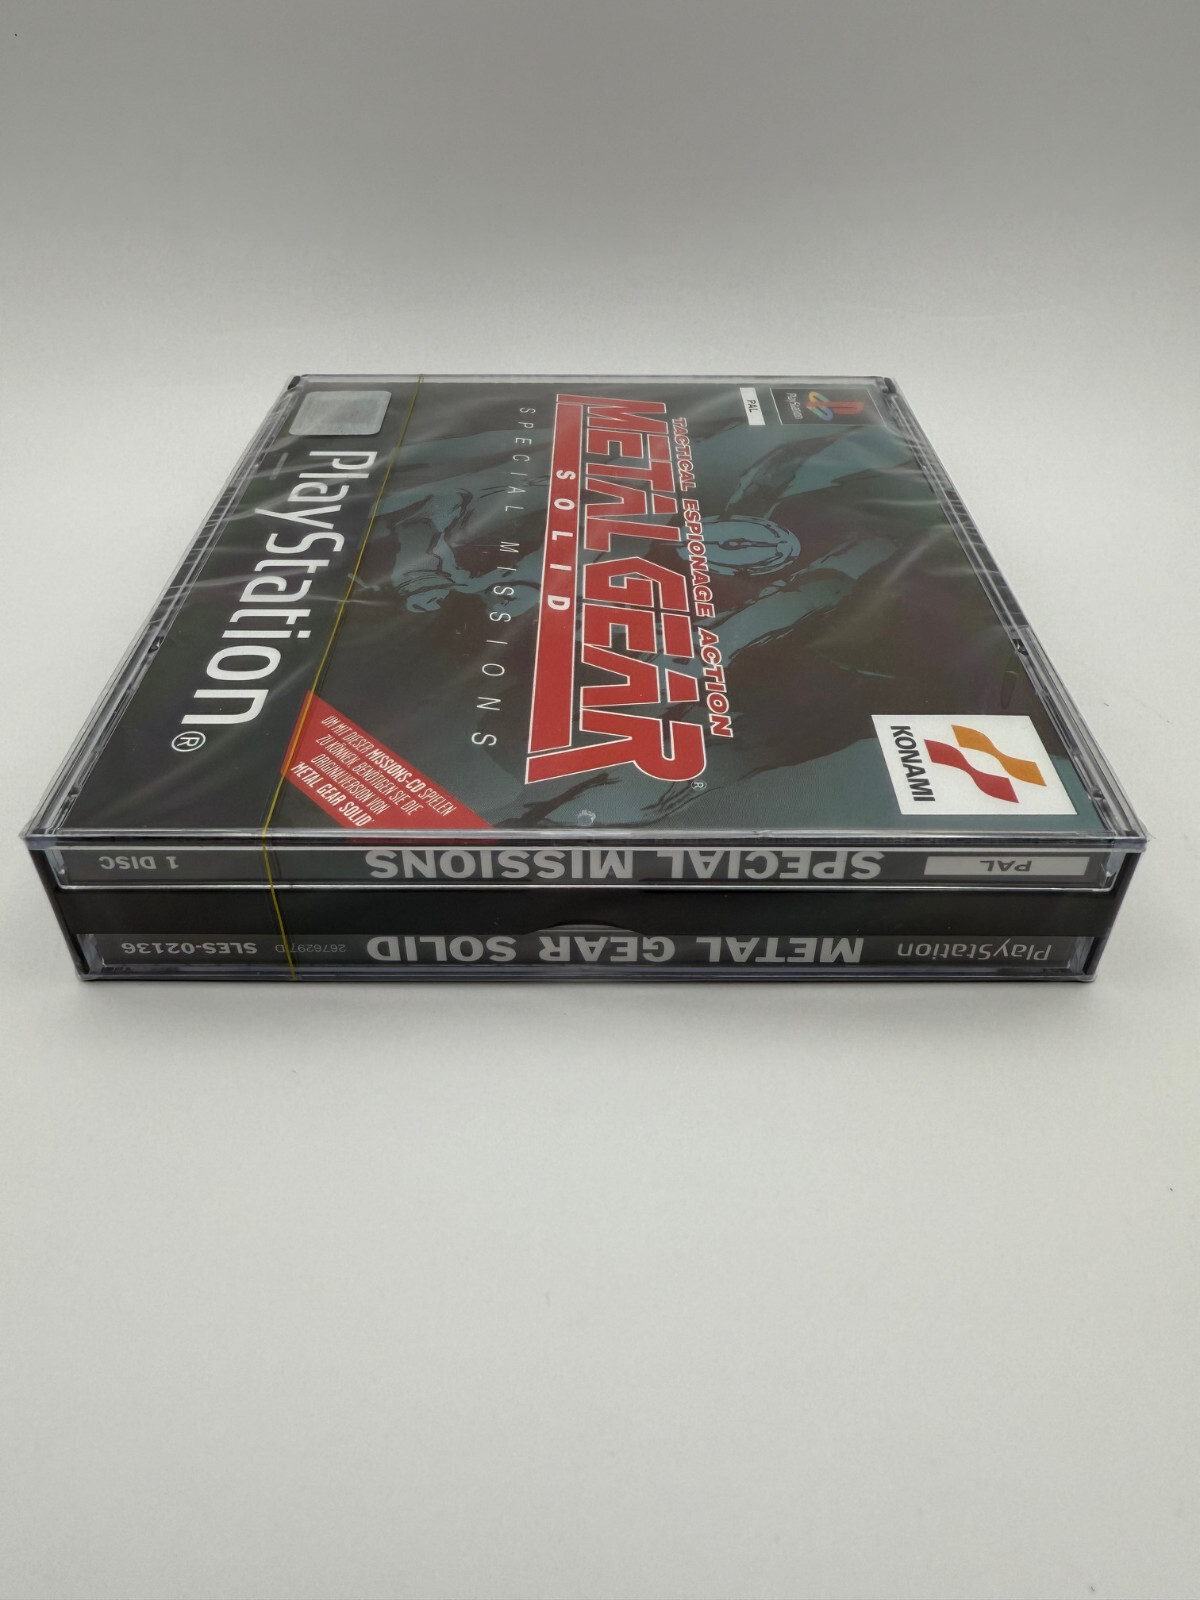 PlayStation®
PlayStation
PAL
TACTICAL ESPIONAGE ACTION
METAL GEAR®
SOLID
SPECIAL MISSIONS
KONAMI
UM MIT DIESER MISSIONS-CD SPIELEN
ZU KÖNNEN, BENÖTIGEN SIE DIE
ORIGINALVERSION VON
METAL GEAR SOLID
PAL
SPECIAL MISSIONS
1 DISC
PlayStation
METAL GEAR SOLID
2676297 D
SLES-02136